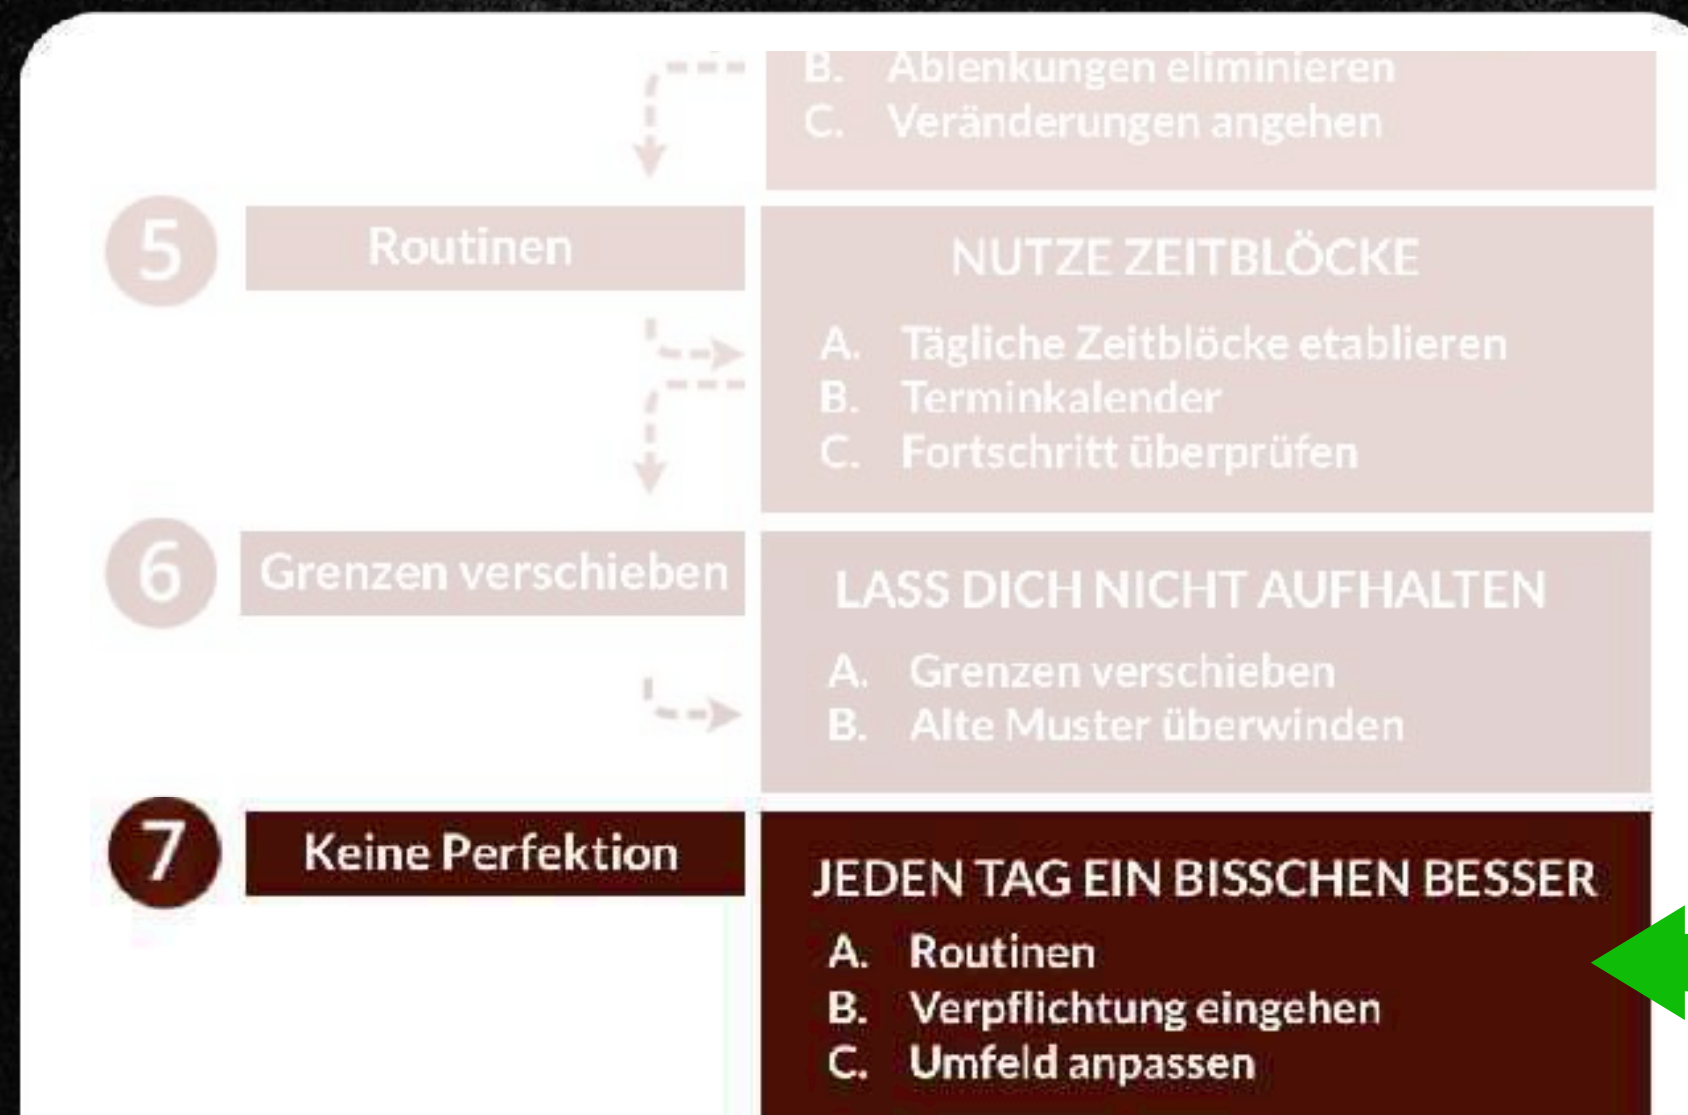 B. Ablenkungen eliminieren
C. Veränderungen angehen
5 Routinen
NUTZE ZEITBLÖCKE
A. Tägliche Zeitblöcke etablieren
B. Terminkalender
C. Fortschritt überprüfen
6 Grenzen verschieben
LASS DICH NICHT AUFHALTEN
A. Grenzen verschieben
B. Alte Muster überwinden
7 Keine Perfektion
JEDEN TAG EIN BISSCHEN BESSER
A. Routinen
B. Verpflichtung eingehen
C. Umfeld anpassen